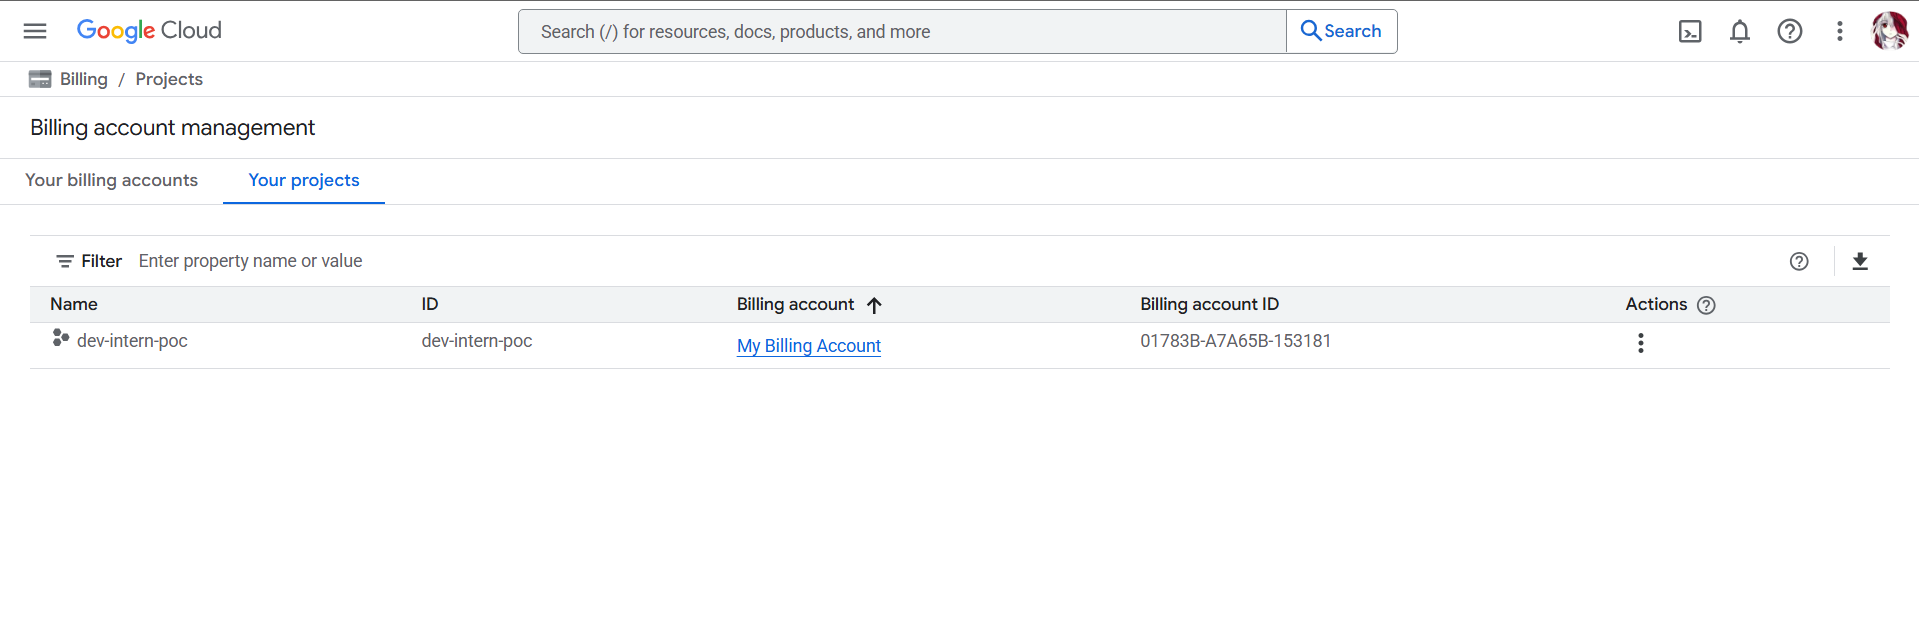 Google Cloud
Search (/) for resources, docs, products, and more
Search
Billing / Projects
Billing account management
Your billing accounts
Your projects
Filter Enter property name or value
Name ID Billing account Billing account ID Actions
dev-intern-poc dev-intern-poc My Billing Account 01783B-A7A65B-153181